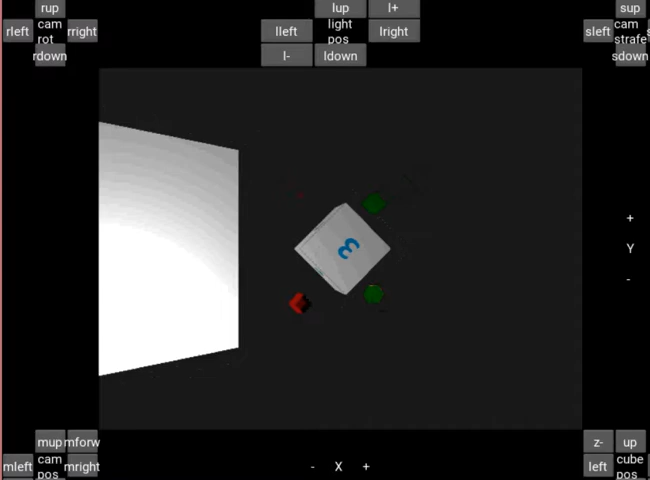 rup
lup
l+
sup
rleft
cam
rot
rright
lleft
light
pos
lright
sleft
cam
strafe
rdown
l-
ldown
sdown
+
Y
-
mup
mforw
z-
up
mleft
cam
pos
mright
- X +
left
cube
pos